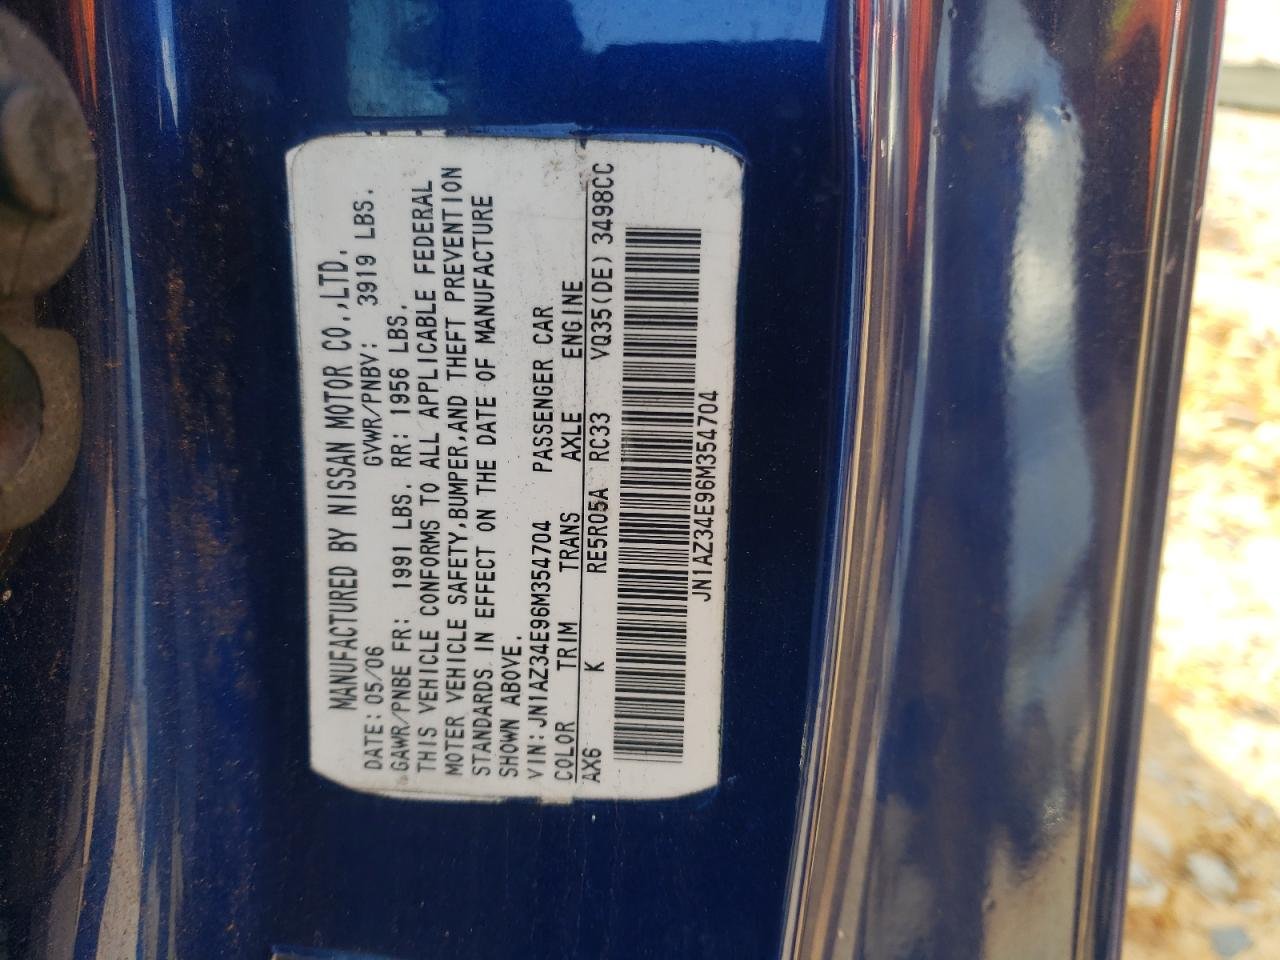 MANUFACTURED BY NISSAN MOTOR CO.,LTD.
DATE: 05/06 GVWR/PNBV: 3919 LBS.
GAWR/PNBE FR: 1991 LBS. RR: 1956 LBS.
THIS VEHICLE CONFORMS TO ALL APPLICABLE FEDERAL
MOTER VEHICLE SAFETY,BUMPER,AND THEFT PREVENTION
STANDARDS IN EFFECT ON THE DATE OF MANUFACTURE
SHOWN ABOVE.
VIN:JN1AZ34E96M354704 PASSENGER CAR
COLOR TRIM TRANS AXLE ENGINE
AX6 K RE5R05A RC33 VQ35(DE) 3498CC
JN1AZ34E96M354704